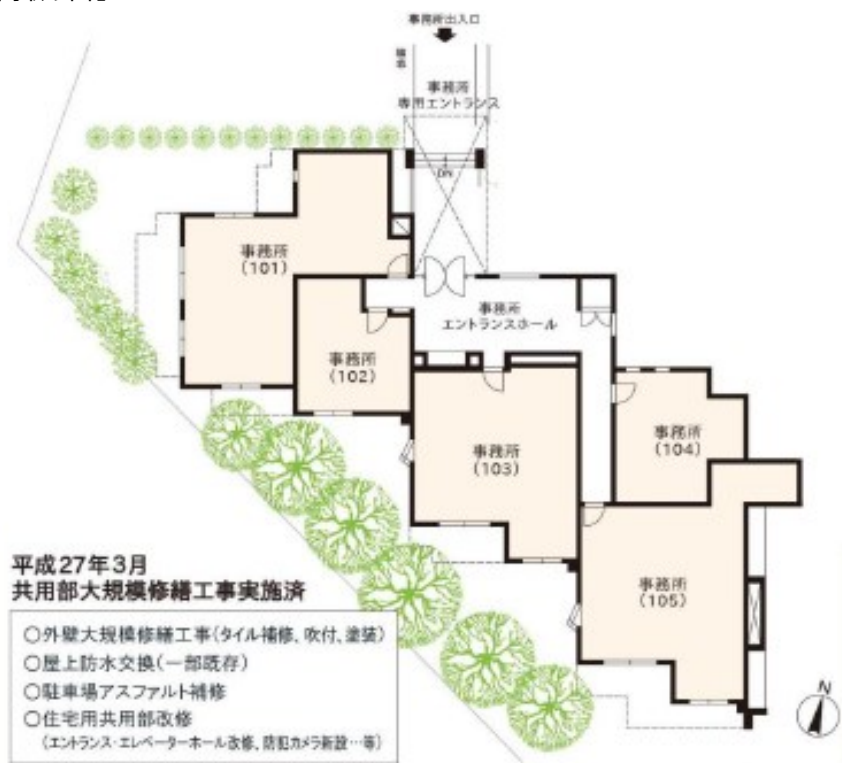 事務所出入口
事務所
専用エントランス
DN
事務所
(101)
事務所
エントランスホール
事務所
(102)
事務所
(103)
事務所
(104)
事務所
(105)
平成27年3月
共用部大規模修繕工事実施済
○外壁大規模修繕工事(タイル補修、吹付、塗装)
○屋上防水交換(一部既存)
○駐車場アスファルト補修
○住宅用共用部改修
(エントランス・エレベーターホール改修、防犯カメラ新設…等)
N